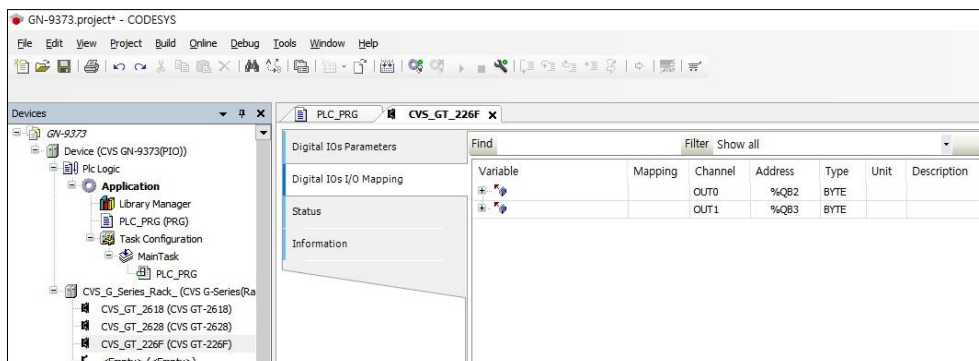 GN-9373.project* - CODESYS
File Edit View Project Build Online Debug Tools Window Help
Devices
PLC_PRG
CVS_GT_226F
GN-9373
Device (CVS GN-9373(PIO))
Plc Logic
Application
Library Manager
PLC_PRG (PRG)
Task Configuration
MainTask
PLC_PRG
CVS_G_Series_Rack_ (CVS G-Series(Ra
CVS_GT_2618 (CVS GT-2618)
CVS_GT_2628 (CVS GT-2628)
CVS_GT_226F (CVS GT-226F)
<Empty> (<Empty>)
Digital IOs Parameters
Digital IOs I/O Mapping
Status
Information
Find Filter Show all
Variable Mapping Channel Address Type Unit Description
OUT0 %QB2 BYTE
OUT1 %QB3 BYTE